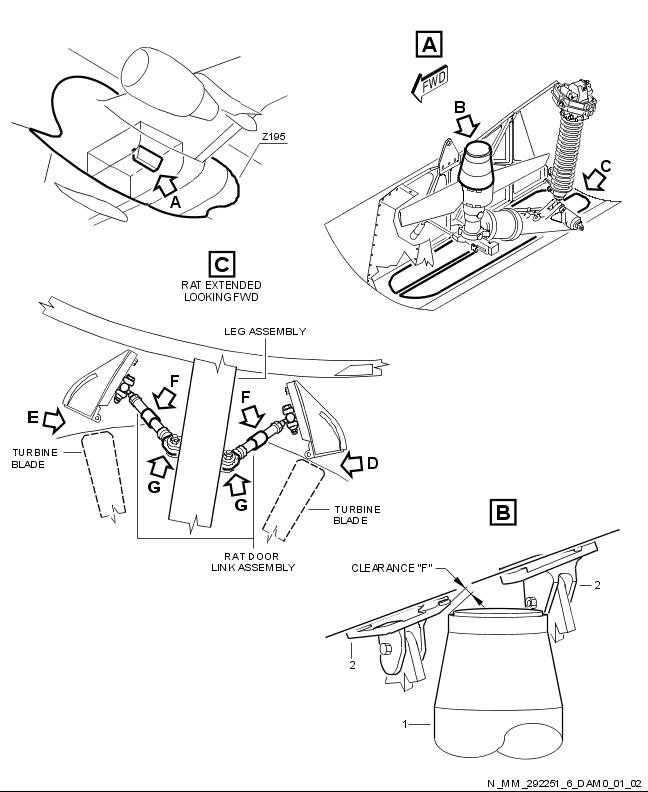 A
FWD
B
C
Z195
A
C
RAT EXTENDED
LOOKING FWD
LEG ASSEMBLY
F
F
E
TURBINE
BLADE
D
G
G
TURBINE
BLADE
RAT DOOR
LINK ASSEMBLY
B
CLEARANCE "F"
2
2
1
N_MM_292251_6_DAM0_01_02